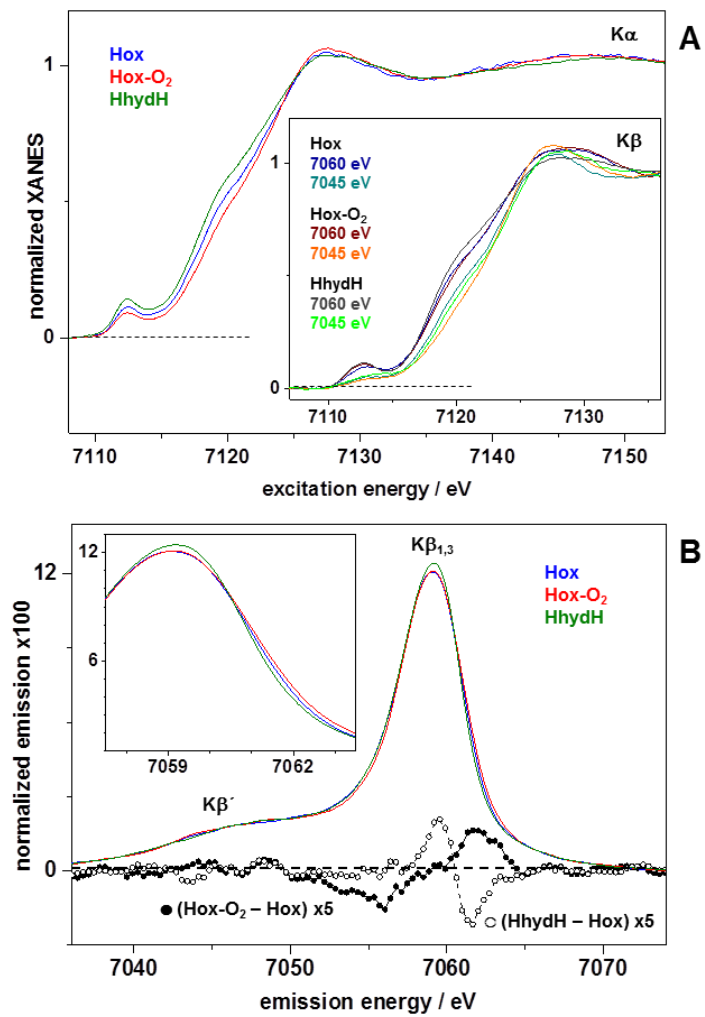 Kα
A
Hox
Hox-O₂
HhydH
1
0
normalized XANES
Kβ
Hox
7060 eV
7045 eV
Hox-O₂
7060 eV
7045 eV
HhydH
7060 eV
7045 eV
1
0
7110 7120 7130
7110 7120 7130 7140 7150
excitation energy / eV
B
Kβ₁,₃
Hox
Hox-O₂
HhydH
12
6
7059 7062
12
0
normalized emission x100
Kβ´
● (Hox-O₂ – Hox) x5
○ (HhydH – Hox) x5
7040 7050 7060 7070
emission energy / eV